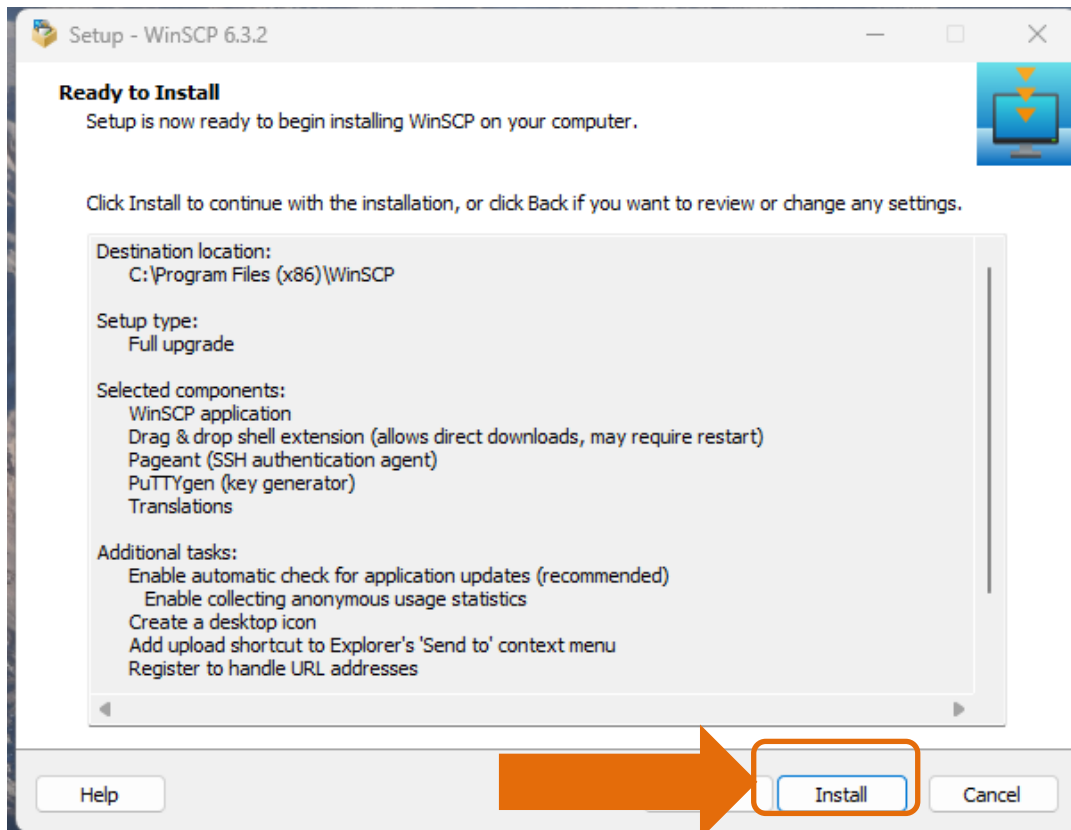 Setup - WinSCP 6.3.2
Ready to Install
Setup is now ready to begin installing WinSCP on your computer.
Click Install to continue with the installation, or click Back if you want to review or change any settings.
Destination location:
C:\Program Files (x86)\WinSCP
Setup type:
Full upgrade
Selected components:
WinSCP application
Drag & drop shell extension (allows direct downloads, may require restart)
Pageant (SSH authentication agent)
PuTTYgen (key generator)
Translations
Additional tasks:
Enable automatic check for application updates (recommended)
Enable collecting anonymous usage statistics
Create a desktop icon
Add upload shortcut to Explorer's 'Send to' context menu
Register to handle URL addresses
Help Install Cancel